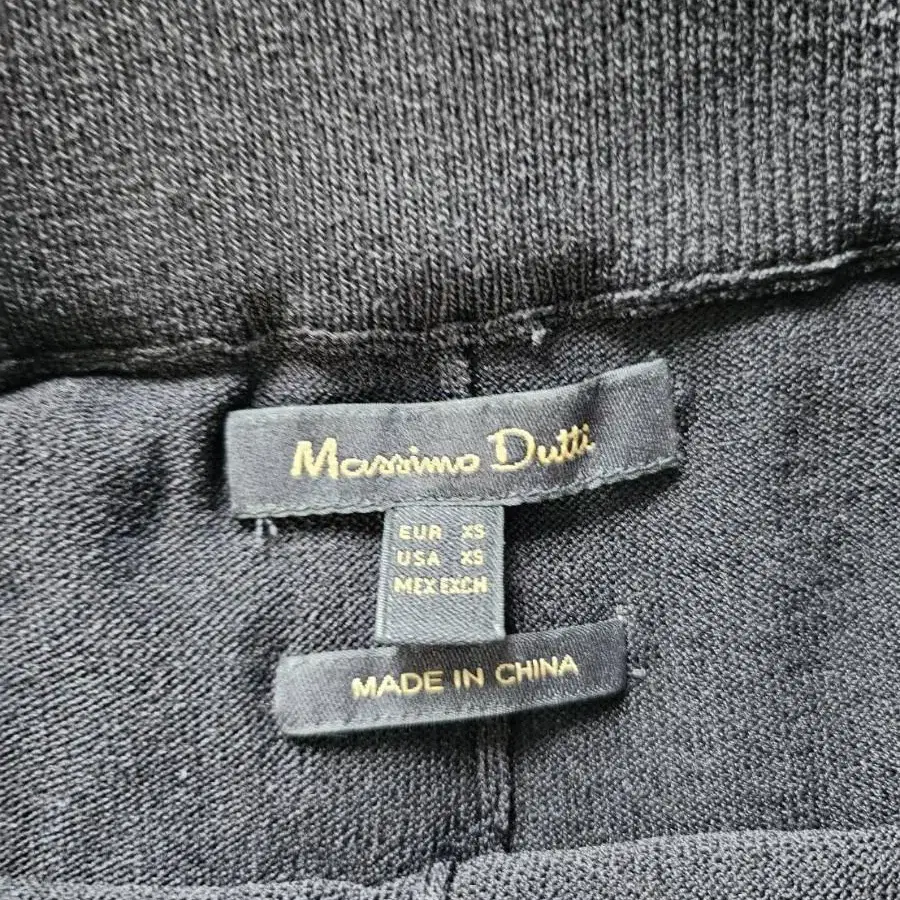 Massimo Dutti
EUR XS
USA XS
MEX EXCH
MADE IN CHINA